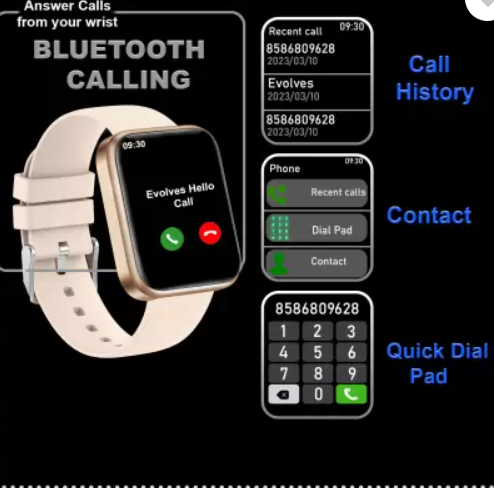 Answer Calls
from your wrist
BLUETOOTH
CALLING
09:30
Evolves Hello
Call
Recent call 09:30
8586809628
2023/03/10
Evolves
2023/03/10
8586809628
2023/03/10
Call
History
Phone 09:30
Recent calls
Dial Pad
Contact
Contact
8586809628
1 2 3
4 5 6
7 8 9
0
Quick Dial
Pad